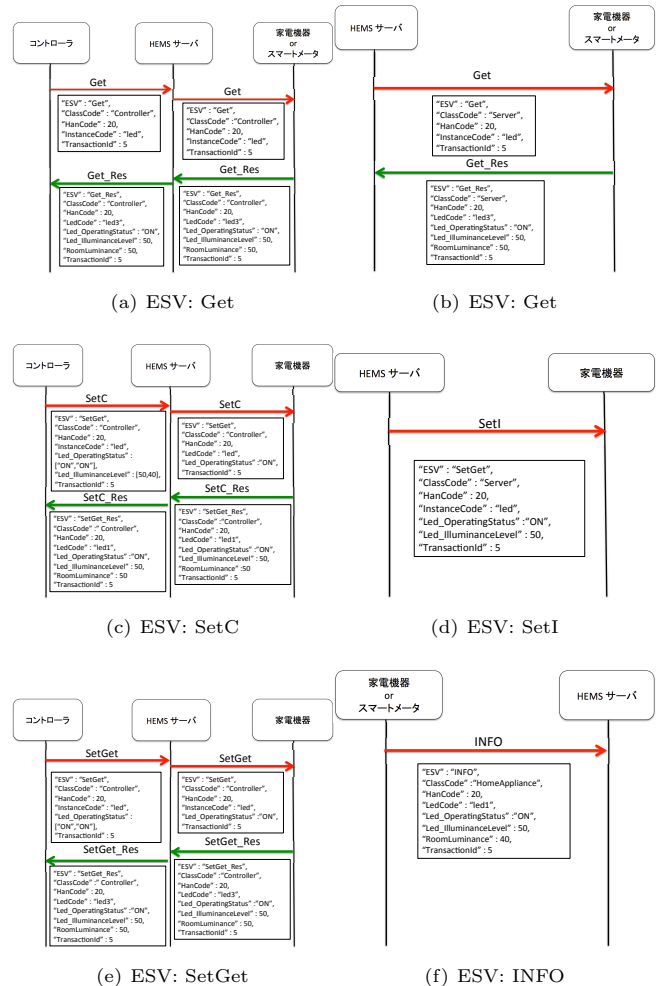 コントローラ
HEMS サーバ
家電機器
or
スマートメータ
Get
"ESV" : "Get",
"ClassCode" : "Controller",
"HanCode" : 20,
"InstanceCode" : "led",
"TransactionId" : 5
Get
"ESV" : "Get",
"ClassCode" :"Controller",
"HanCode" : 20,
"InstanceCode" : "led",
"TransactionId" : 5
Get_Res
"ESV" : "Get_Res",
"ClassCode" : "Controller",
"HanCode" : 20,
"LedCode" : "led3",
"Led_OperatingStatus" : "ON",
"Led_IlluminanceLevel" : 50,
"RoomLuminance" : 50,
"TransactionId" : 5
Get_Res
"ESV" : "Get_Res",
"ClassCode" : "Controller",
"HanCode" : 20,
"LedCode" : "led3",
"Led_OperatingStatus" : "ON",
"Led_IlluminanceLevel" : 50,
"RoomLuminance" : 50,
"TransactionId" : 5
(a) ESV: Get
HEMS サーバ
家電機器
or
スマートメータ
Get
"ESV" : "Get",
"ClassCode" : "Server",
"HanCode" : 20,
"InstanceCode" : "led",
"TransactionId" : 5
Get_Res
"ESV" : "Get_Res",
"ClassCode" : "Server",
"HanCode" : 20,
"LedCode" : "led3",
"Led_OperatingStatus" : "ON",
"Led_IlluminanceLevel" : 50,
"RoomLuminance" : 50,
"TransactionId" : 5
(b) ESV: Get
コントローラ
HEMS サーバ
家電機器
SetC
"ESV" : "SetGet",
"ClassCode" : "Controller",
"HanCode" : 20,
"InstanceCode" : "led",
"Led_OperatingStatus" :
["ON","ON"],
"Led_IlluminanceLevel" : [50,40],
"TransactionId" : 5
SetC
"ESV" : "SetGet",
"ClassCode" : "Controller",
"HanCode" : 20,
"LedCode" : "led",
"Led_OperatingStatus" :"ON",
"TransactionId" : 5
SetC_Res
"ESV" : "SetGet_Res",
"ClassCode" :" Controller",
"HanCode" : 20,
"LedCode" : "led1",
"Led_OperatingStatus" :"ON",
"Led_IlluminanceLevel" : 50,
"RoomLuminance" : 50
"TransactionId" : 5
SetC_Res
"ESV" : "SetGet_Res",
"ClassCode" :"Controller",
"HanCode" : 20,
"LedCode" : "led1",
"Led_OperatingStatus" :"ON",
"Led_IlluminanceLevel" : 50,
"RoomLuminance" :50
"TransactionId" : 5
(c) ESV: SetC
HEMS サーバ
家電機器
SetI
"ESV" : "SetGet",
"ClassCode" : "Server",
"HanCode" : 20,
"InstanceCode" : "led",
"Led_OperatingStatus" : "ON",
"Led_IlluminanceLevel" : 50,
"TransactionId" : 5
(d) ESV: SetI
コントローラ
HEMS サーバ
家電機器
SetGet
"ESV" : "SetGet",
"ClassCode" : "Controller",
"HanCode" : 20,
"InstanceCode" : "led",
"Led_OperatingStatus" :
["ON","ON"],
"TransactionId" : 5
SetGet
"ESV" : "SetGet",
"ClassCode" : "Controller",
"HanCode" : 20,
"InstanceCode" : "led",
"Led_OperatingStatus" :"ON",
"TransactionId" : 5
SetGet_Res
"ESV" : "SetGet_Res",
"ClassCode" :" Controller",
"HanCode" : 20,
"LedCode" : "led3",
"Led_OperatingStatus" :"ON",
"Led_IlluminanceLevel" : 50,
"RoomLuminance" : 50,
"TransactionId" : 5
SetGet_Res
"ESV" : "SetGet_Res",
"ClassCode" :"Controller",
"HanCode" : 20,
"LedCode" : "led3",
"Led_OperatingStatus" :"ON",
"Led_IlluminanceLevel" : 50,
"RoomLuminance" : 50,
"TransactionId" : 5
(e) ESV: SetGet
家電機器
or
スマートメータ
HEMS サーバ
INFO
"ESV" : "INFO",
"ClassCode" :"HomeAppliance",
"HanCode" : 20,
"LedCode" : "led1",
"Led_OperatingStatus" :"ON",
"Led_IlluminanceLevel" : 50,
"RoomLuminance" : 40,
"TransactionId" : 5
(f) ESV: INFO